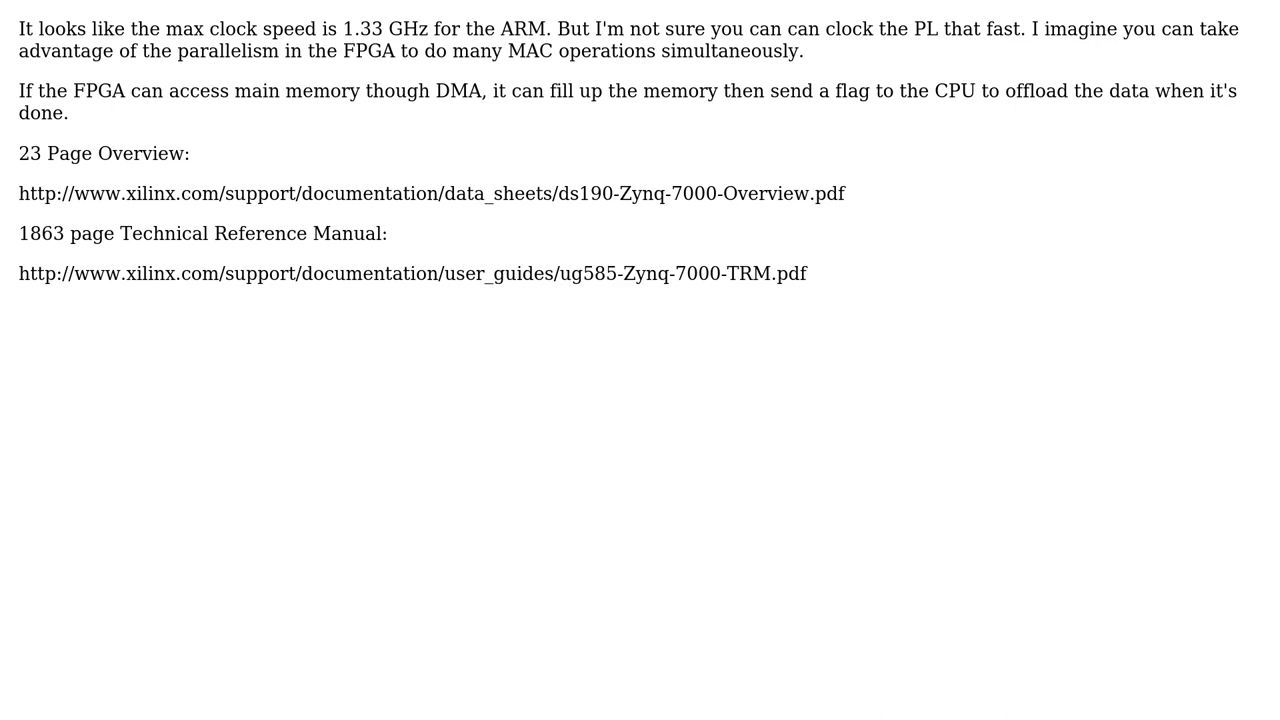 It looks like the max clock speed is 1.33 GHz for the ARM. But I'm not sure you can can clock the PL that fast. I imagine you can take
advantage of the parallelism in the FPGA to do many MAC operations simultaneously.
If the FPGA can access main memory though DMA, it can fill up the memory then send a flag to the CPU to offload the data when it's
done.
23 Page Overview:
http://www.xilinx.com/support/documentation/data_sheets/ds190-Zynq-7000-Overview.pdf
1863 page Technical Reference Manual:
http://www.xilinx.com/support/documentation/user_guides/ug585-Zynq-7000-TRM.pdf